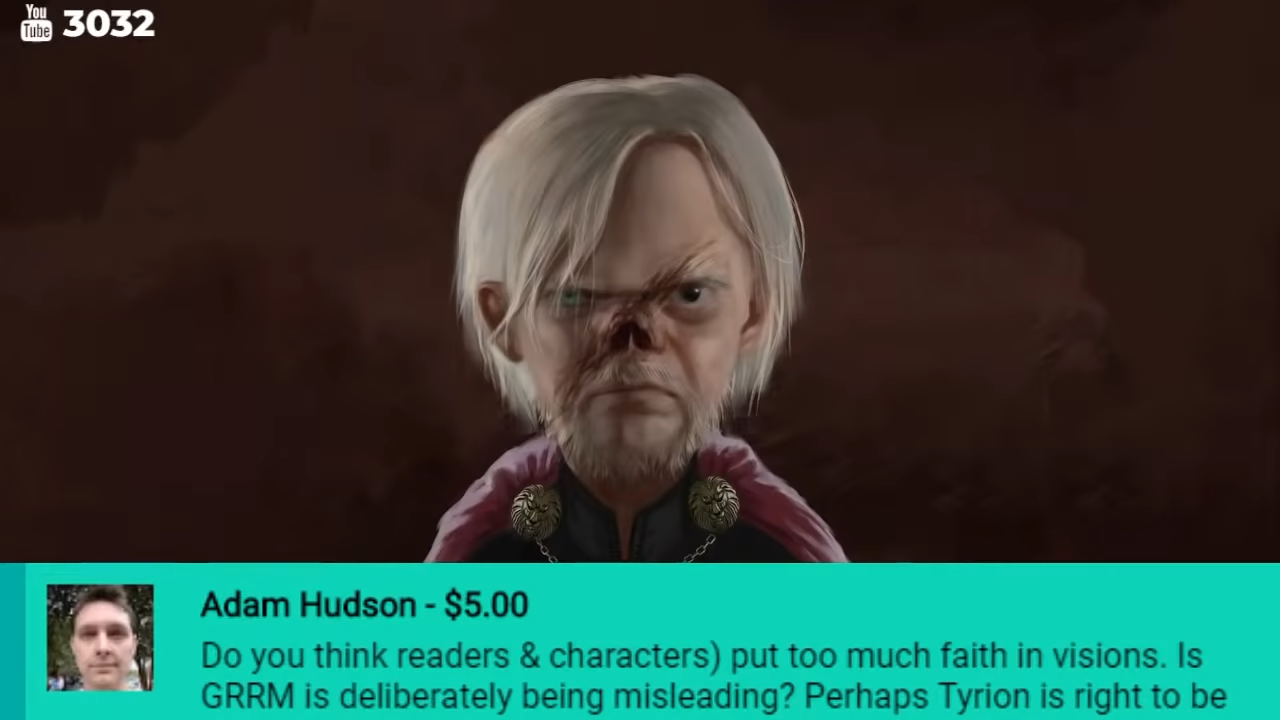 You
Tube 3032
Adam Hudson - $5.00
Do you think readers & characters) put too much faith in visions. Is
GRRM is deliberately being misleading? Perhaps Tyrion is right to be